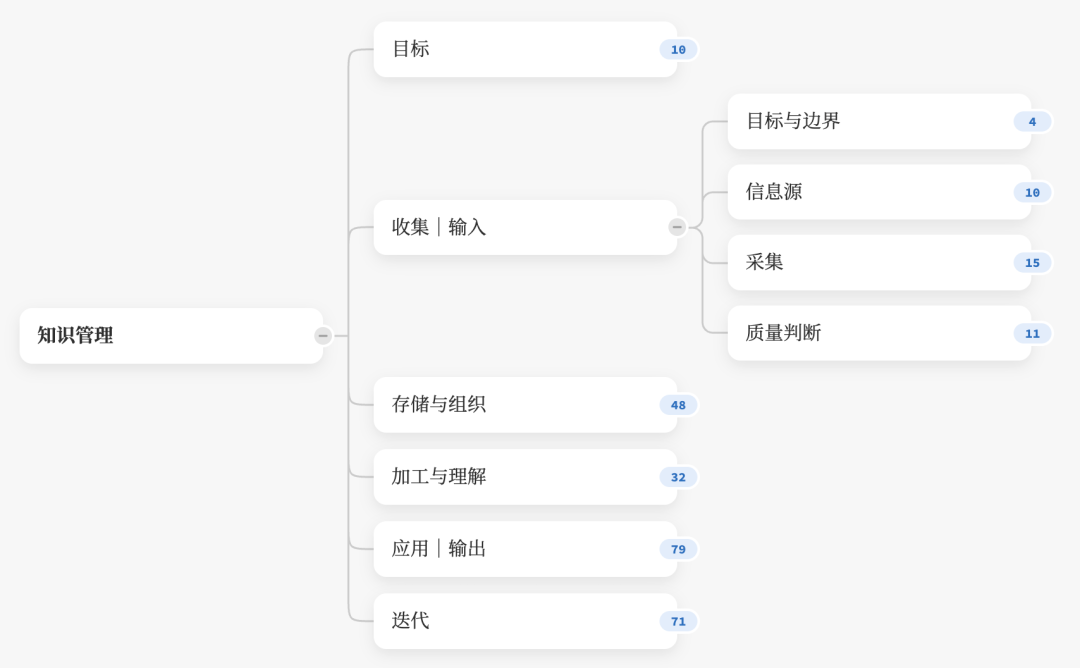 知识管理
目标
10
收集｜输入
目标与边界
4
信息源
10
采集
15
质量判断
11
存储与组织
48
加工与理解
32
应用｜输出
79
迭代
71